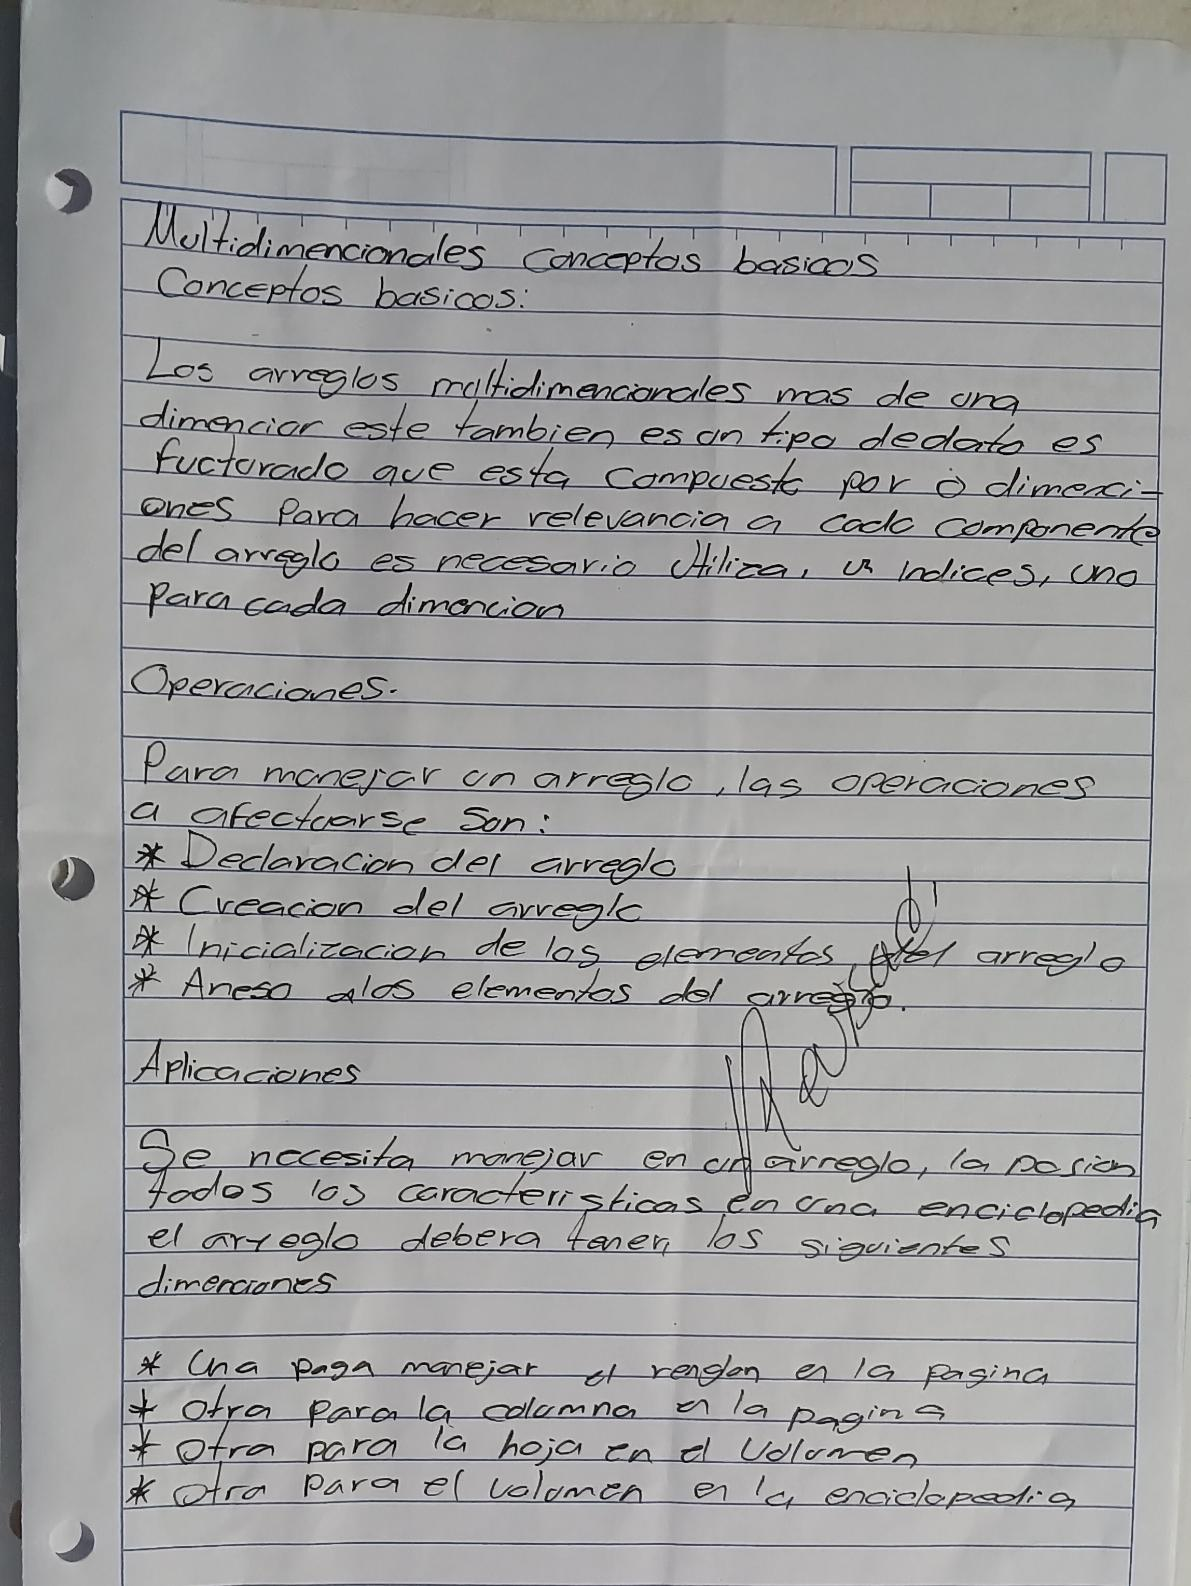 Multidimencionales conceptos basicos
Conceptos basicos:
Los arreglos multidimencionales mas de una
dimencior este tambien es un tipo dedato es
fucturado que esta compueste por o dimenci-
ones Para hacer relevancia a cada componente
del arreglo es necesario Utiliza, un indices, uno
para cada dimencion
Operaciones.
Para manejar un arreglo, las operaciones
a afectuarse son:
* Declaracion del arreglo
* Creacion del arreglo
* Inicializacion de los elementos del arreglo
* Aneso alos elementos del arreglo.
Aplicaciones
Se necesita manejar en un arreglo, la posicion
todos los caracteristicas en una enciclopedia
el arreglo debera tener los siguientes
dimenciones
* Una paga manejar el renglon en la pagina
* Otra para la columna en la pagina
* Otra para la hoja en el Volumen
* otra para el volumen en la enciclopedia